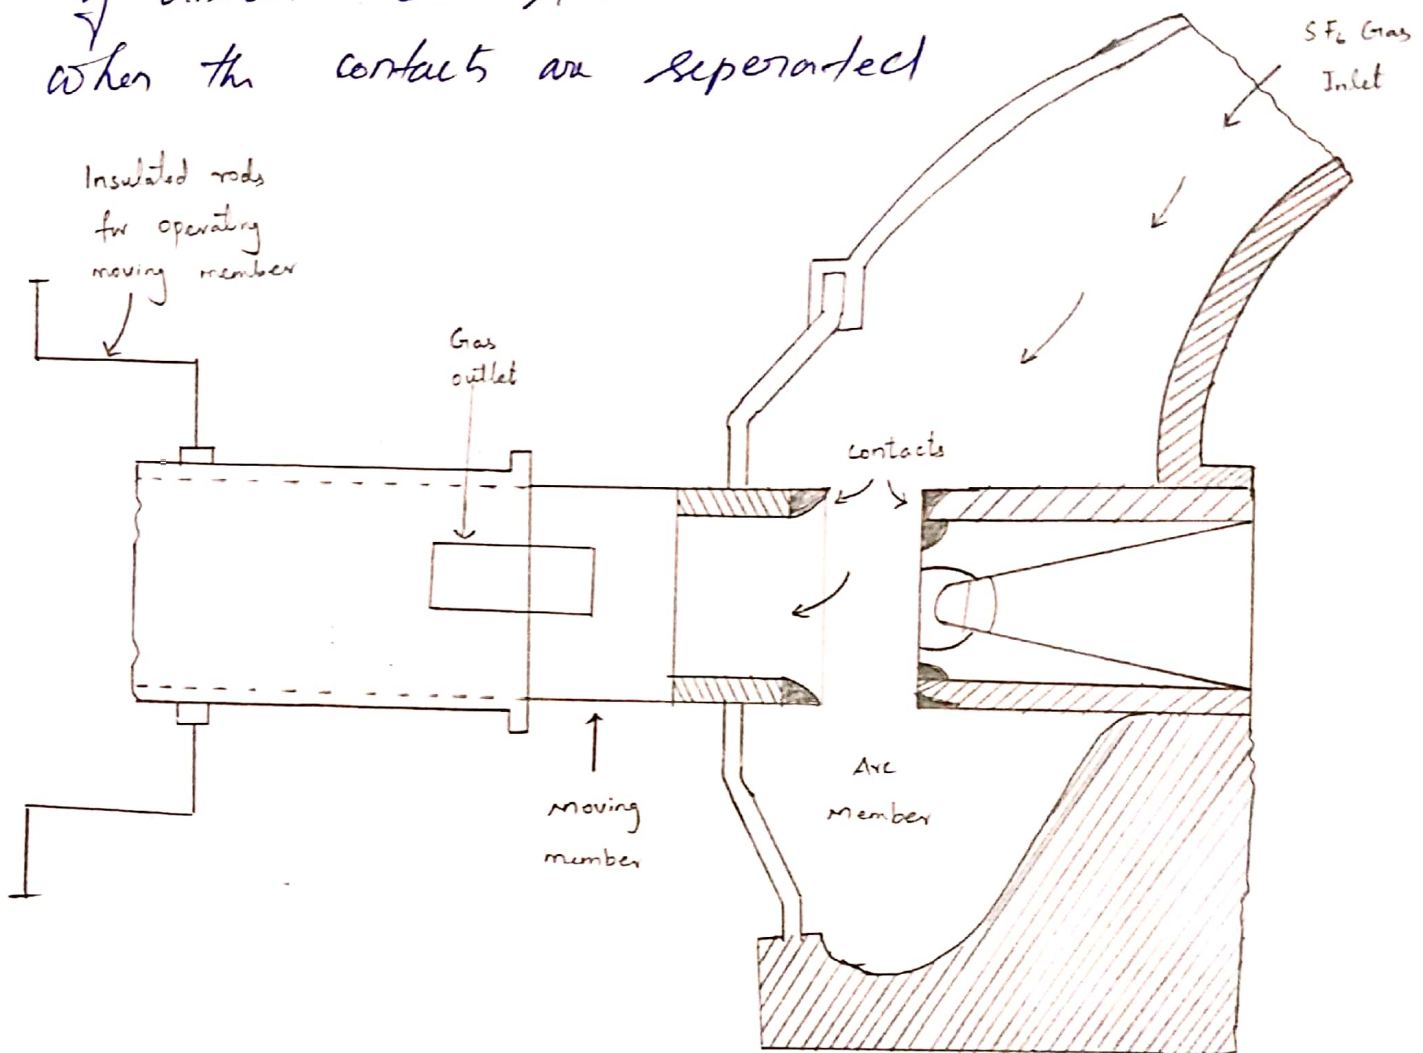 of
when the contacts are seperated
SF6 Gas
Inlet
Insulated rods
for operating
moving member
Gas
outlet
contacts
Arc
Member
moving
member